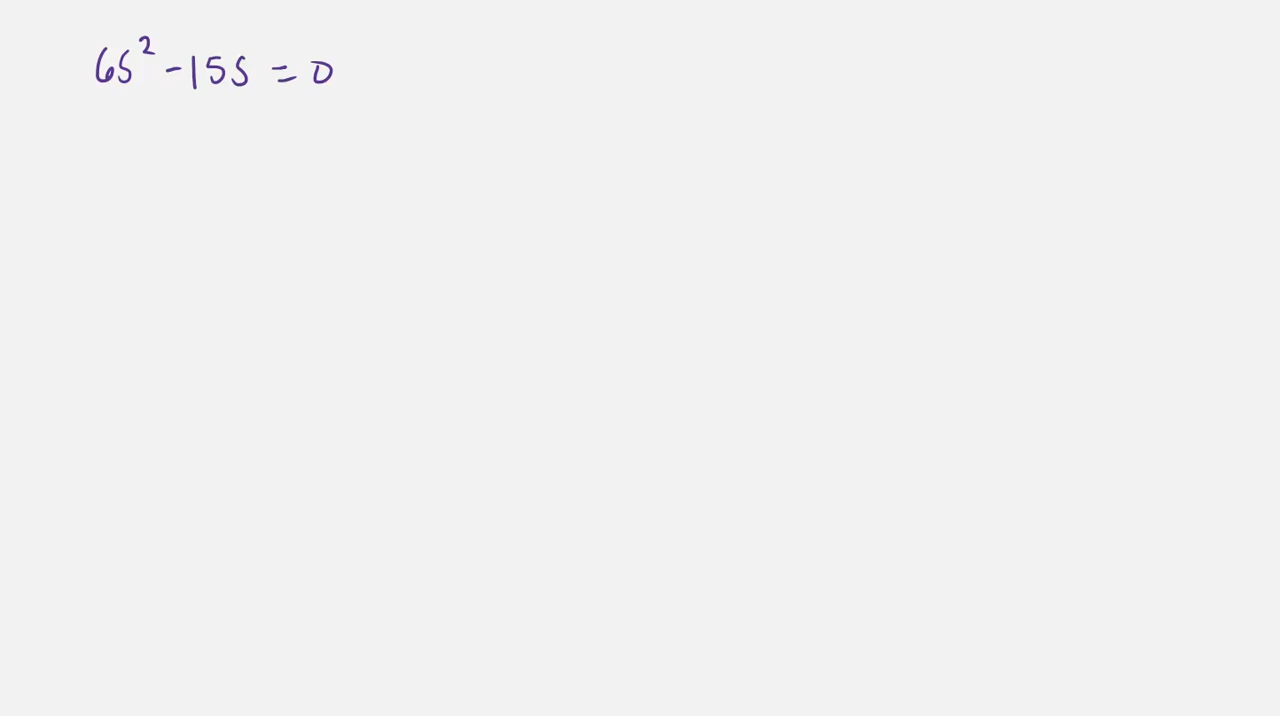 6s² - 15s = 0